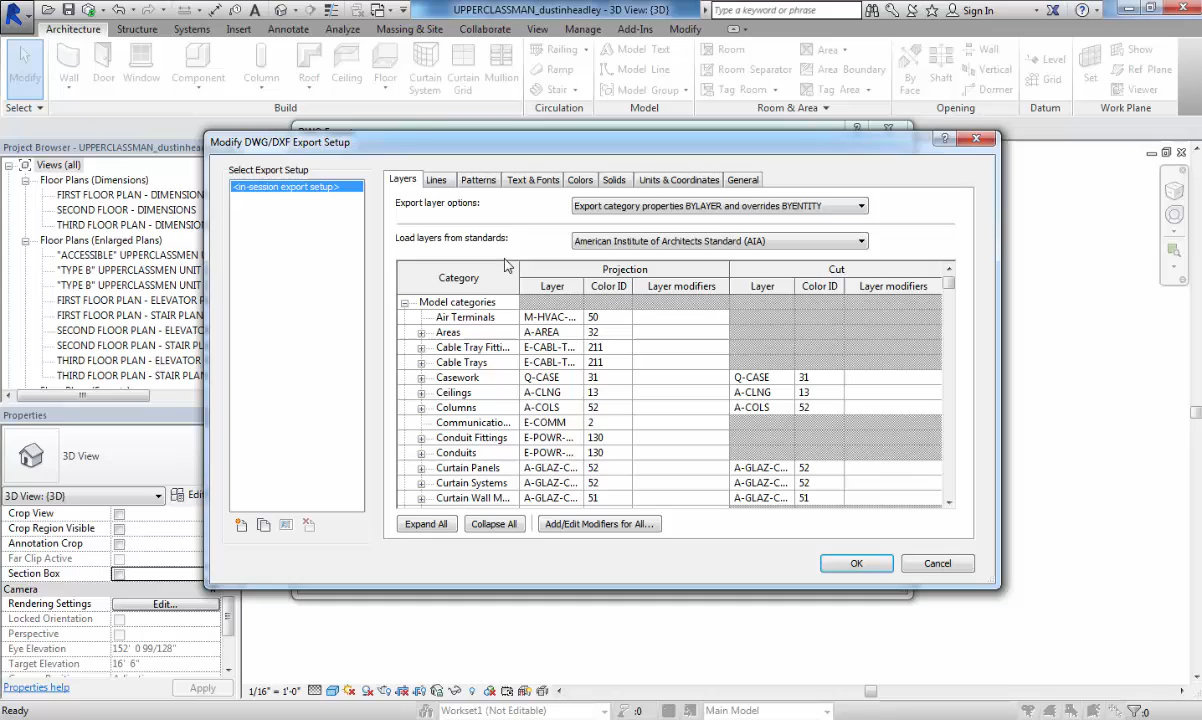 UPPERCLASSMAN_dustinheadley - 3D View: {3D}
Type a keyword or phrase
Sign In
Architecture Structure Systems Insert Annotate Analyze Massing & Site Collaborate View Manage Add-Ins Modify
Modify Wall Door Window Component Column Roof Ceiling Floor Curtain System Curtain Grid Mullion
Railing Ramp Stair
Model Text Model Line Model Group
Room Room Separator Tag Room
Area Area Boundary Tag Area
By Face Shaft Wall Vertical Dormer
Level Grid
Set Show Ref Plane Viewer
Select Build Circulation Model Room & Area Opening Datum Work Plane
Project Browser - UPPERCLASSMAN_dustinhe
Views (all)
Floor Plans (Dimensions)
FIRST FLOOR PLAN - DIMENSION
SECOND FLOOR - DIMENSIONS
THIRD FLOOR PLAN - DIMENSIO
Floor Plans (Enlarged Plans)
"ACCESSIBLE" UPPERCLASSMEN
"TYPE B" UPPERCLASSMEN UNIT
"TYPE B" UPPERCLASSMEN UNIT
FIRST FLOOR PLAN - ELEVATOR
FIRST FLOOR PLAN - STAIR PLAN
SECOND FLOOR PLAN - ELEVATO
SECOND FLOOR PLAN - STAIR P
THIRD FLOOR PLAN - ELEVATO
THIRD FLOOR PLAN - STAIR PLAN
Properties
3D View
3D View: {3D}
Edi
Crop View
Crop Region Visible
Annotation Crop
Far Clip Active
Section Box
Camera
Rendering Settings Edit...
Locked Orientation
Perspective
Eye Elevation 152' 0 99/128"
Target Elevation 16' 6"
Properties help Apply
Modify DWG/DXF Export Setup
Select Export Setup
<in-session export setup>
Layers Lines Patterns Text & Fonts Colors Solids Units & Coordinates General
Export layer options: Export category properties BYLAYER and overrides BYENTITY
Load layers from standards: American Institute of Architects Standard (AIA)
Category Projection Cut
Layer Color ID Layer modifiers Layer Color ID Layer modifiers
Model categories
Air Terminals M-HVAC-... 50
Areas A-AREA 32
Cable Tray Fitti... E-CABL-T... 211
Cable Trays E-CABL-T... 211
Casework Q-CASE 31 Q-CASE 31
Ceilings A-CLNG 13 A-CLNG 13
Columns A-COLS 52 A-COLS 52
Communicatio... E-COMM 2
Conduit Fittings E-POWR-... 130
Conduits E-POWR-... 130
Curtain Panels A-GLAZ-C... 52 A-GLAZ-C... 52
Curtain Systems A-GLAZ-C... 52 A-GLAZ-C... 52
Curtain Wall M... A-GLAZ-C... 51 A-GLAZ-C... 51
Expand All Collapse All Add/Edit Modifiers for All...
OK Cancel
1/16" = 1'-0"
Ready
Workset1 (Not Editable)
:0
Main Model
:0